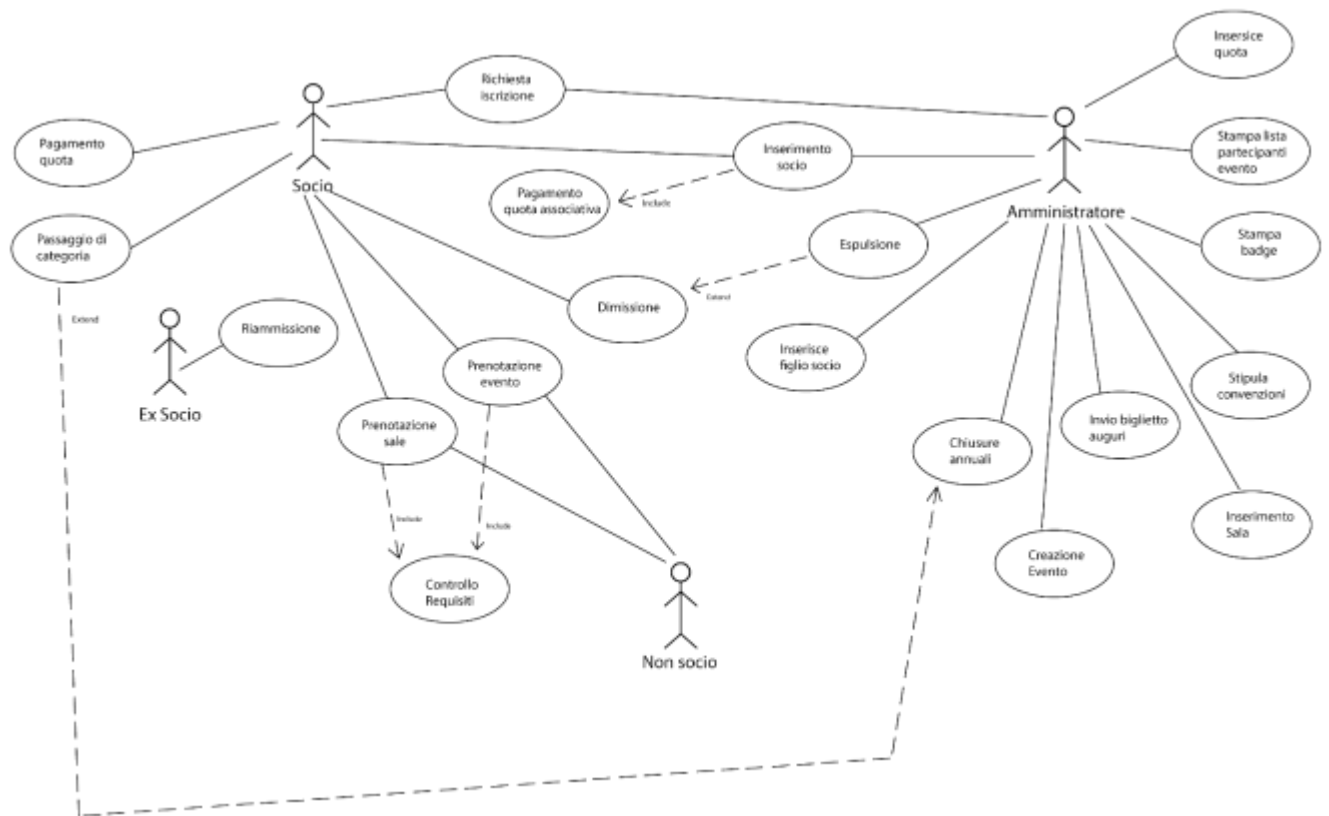 Insersice
quota
Richiesta
iscrizione
Pagamento
quota
Inserimento
socio
Stampa lista
partecipanti
evento
Socio
Pagamento
quota associativa
Include
Amministratore
Passaggio di
categoria
Espulsione
Stampa
badge
Extend
Dimissione
Extend
Riammissione
Inserisce
figlio socio
Prenotazione
evento
Stipula
convenzioni
Ex Socio
Prenotazione
sale
Invio biglietto
auguri
Chiusure
annuali
Include
Include
Inserimento
Sala
Creazione
Evento
Controllo
Requisiti
Non socio